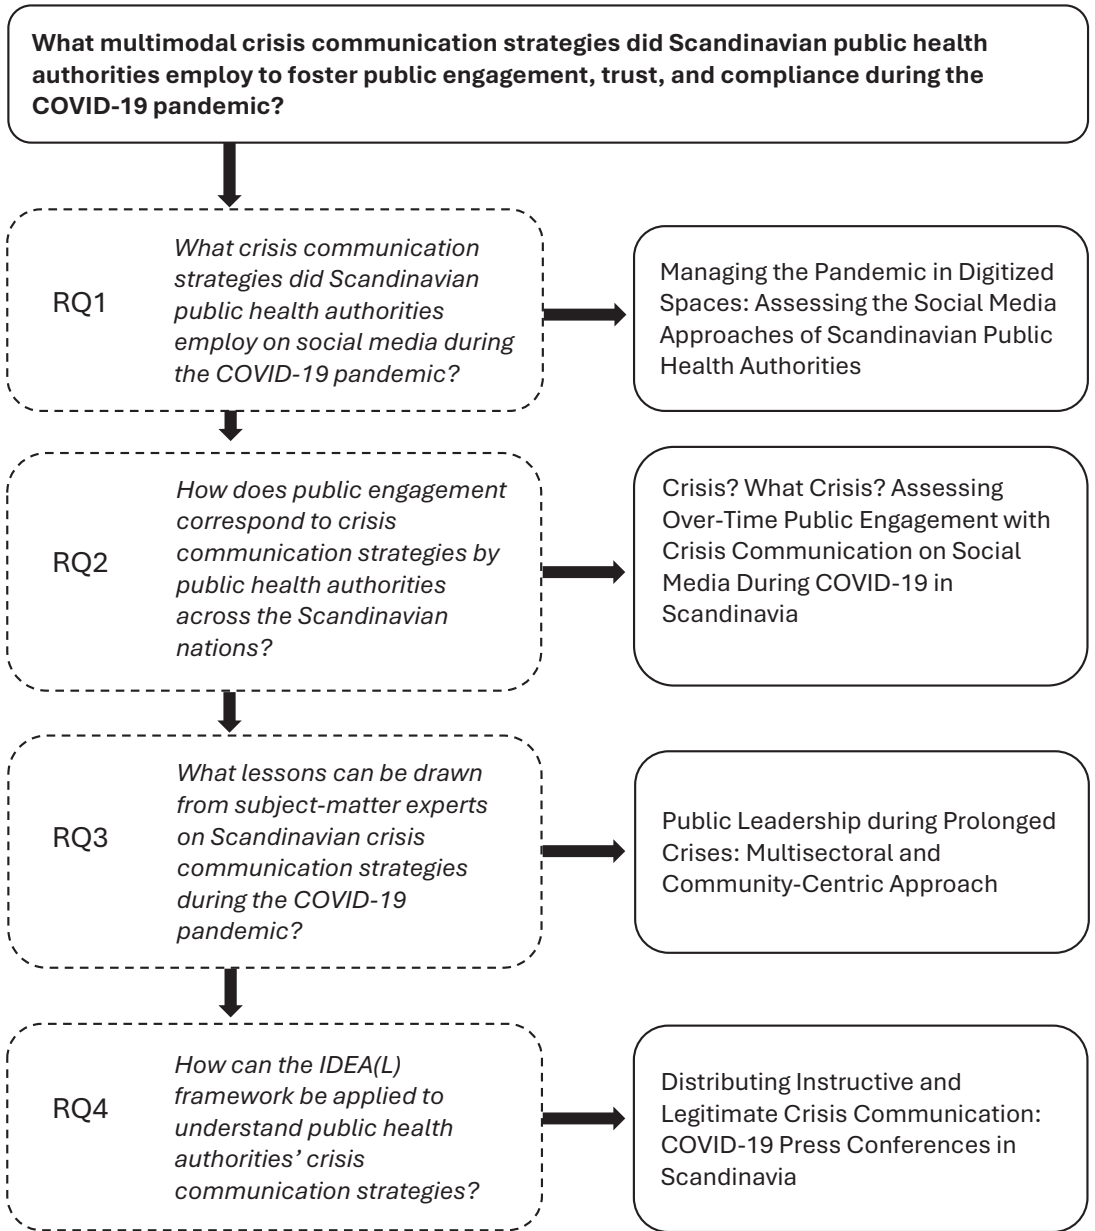 What multimodal crisis communication strategies did Scandinavian public health
authorities employ to foster public engagement, trust, and compliance during the
COVID-19 pandemic?
RQ1
What crisis communication
strategies did Scandinavian
public health authorities
employ on social media during
the COVID-19 pandemic?
Managing the Pandemic in Digitized
Spaces: Assessing the Social Media
Approaches of Scandinavian Public
Health Authorities
RQ2
How does public engagement
correspond to crisis
communication strategies by
public health authorities
across the Scandinavian
nations?
Crisis? What Crisis? Assessing
Over-Time Public Engagement with
Crisis Communication on Social
Media During COVID-19 in
Scandinavia
RQ3
What lessons can be drawn
from subject-matter experts
on Scandinavian crisis
communication strategies
during the COVID-19
pandemic?
Public Leadership during Prolonged
Crises: Multisectoral and
Community-Centric Approach
RQ4
How can the IDEA(L)
framework be applied to
understand public health
authorities’ crisis
communication strategies?
Distributing Instructive and
Legitimate Crisis Communication:
COVID-19 Press Conferences in
Scandinavia